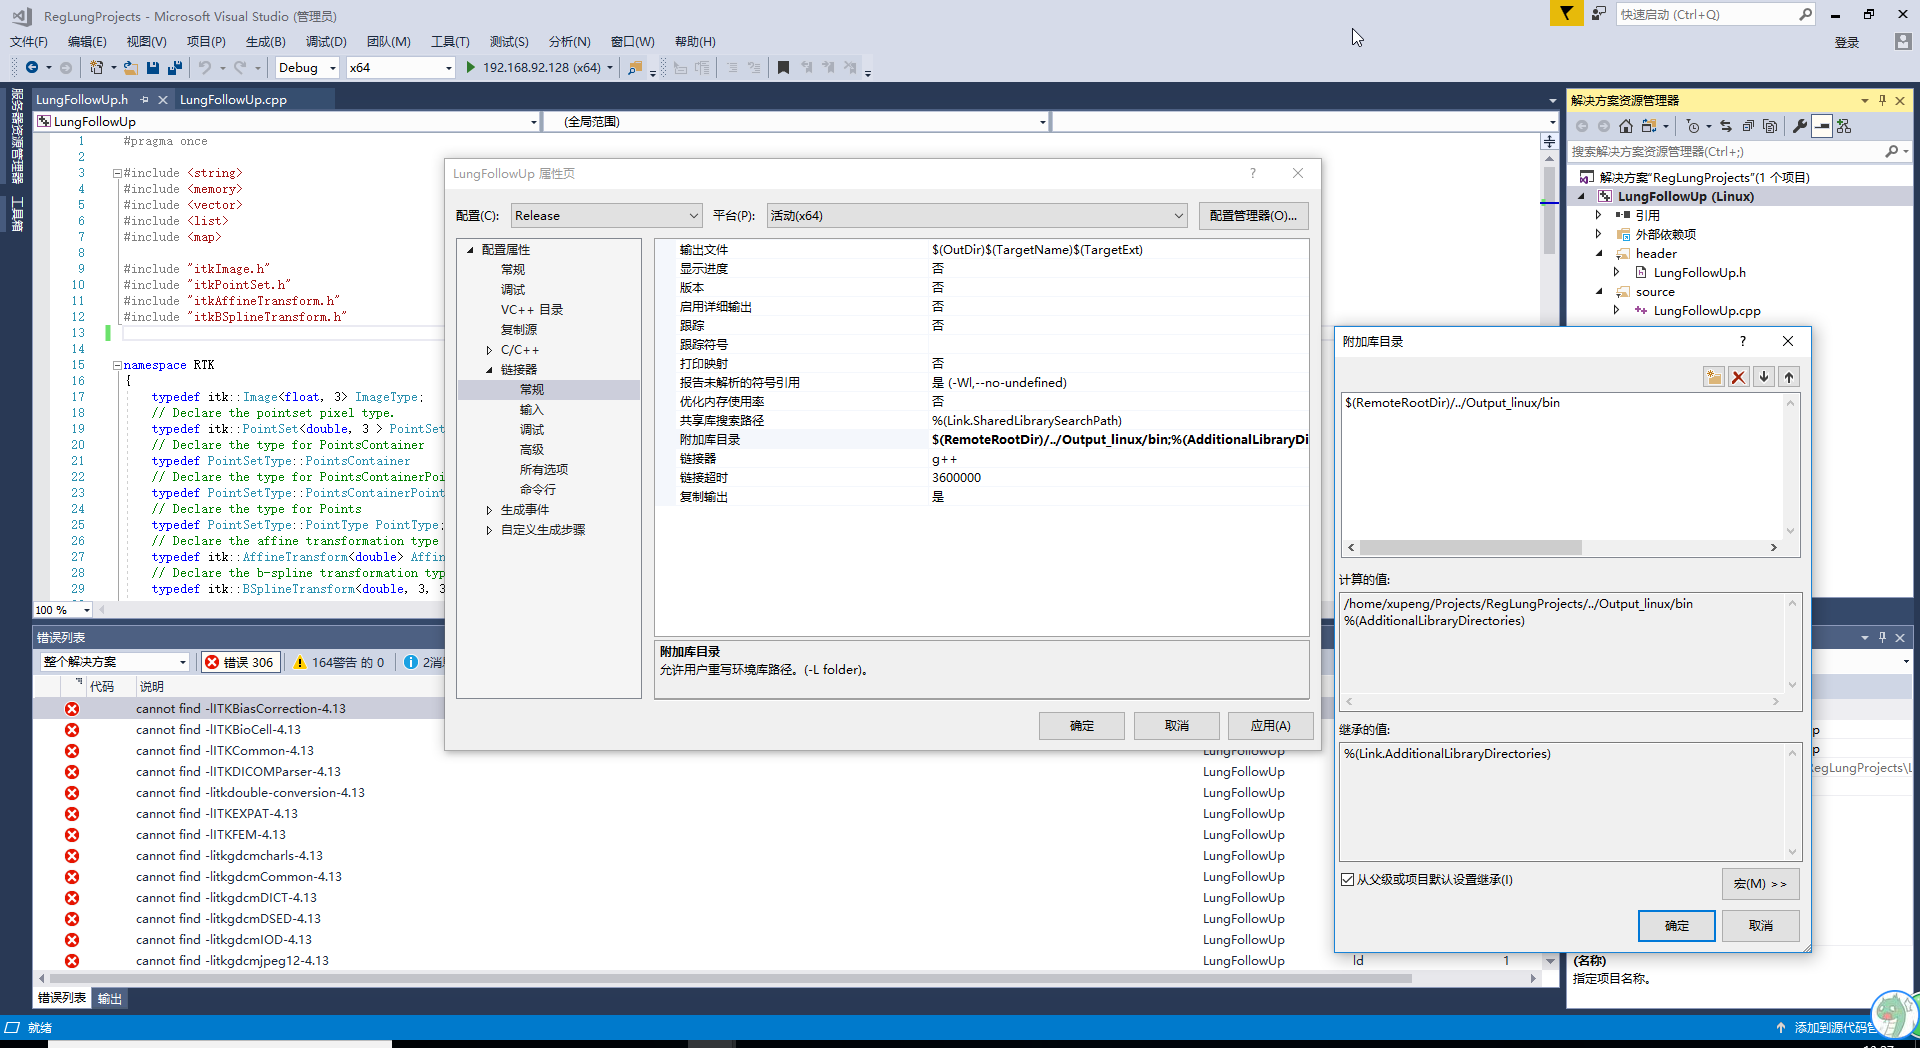 RegLungProjects - Microsoft Visual Studio (管理员)
快速启动 (Ctrl+Q)
文件(F) 编辑(E) 视图(V) 项目(P) 生成(B) 调试(D) 团队(M) 工具(T) 测试(S) 分析(N) 窗口(W) 帮助(H)
登录
Debug x64 192.168.92.128 (x64)
服务器资源管理器
工具箱
LungFollowUp.h LungFollowUp.cpp
LungFollowUp (全局范围)
1 #pragma once
2
3 #include <string>
4 #include <memory>
5 #include <vector>
6 #include <list>
7 #include <map>
8
9 #include "itkImage.h"
10 #include "itkPointSet.h"
11 #include "itkAffineTransform.h"
12 #include "itkBSplineTransform.h"
13
14
15 namespace RTK
16 {
17 typedef itk::Image<float, 3> ImageType;
18 // Declare the pointset pixel type.
19 typedef itk::PointSet<double, 3 > PointSet
20 // Declare the type for PointsContainer
21 typedef PointSetType::PointsContainer
22 // Declare the type for PointsContainerPoi
23 typedef PointSetType::PointsContainerPoint
24 // Declare the type for Points
25 typedef PointSetType::PointType PointType;
26 // Declare the affine transformation type
27 typedef itk::AffineTransform<double> Affin
28 // Declare the b-spline transformation typ
29 typedef itk::BSplineTransform<double, 3, 3
100 %
LungFollowUp 属性页
配置(C): Release 平台(P): 活动(x64) 配置管理器(O)...
配置属性
常规
调试
VC++ 目录
复制源
C/C++
链接器
常规
输入
调试
高级
所有选项
命令行
生成事件
自定义生成步骤
输出文件 $(OutDir)$(TargetName)$(TargetExt)
显示进度 否
版本 否
启用详细输出 否
跟踪 否
跟踪符号
打印映射 否
报告未解析的符号引用 是 (-Wl,--no-undefined)
优化内存使用率 否
共享库搜索路径 %(Link.SharedLibrarySearchPath)
附加库目录 $(RemoteRootDir)/../Output_linux/bin;%(AdditionalLibraryDi
链接器 g++
链接超时 3600000
复制输出 是
附加库目录
允许用户重写环境库路径。(-L folder)。
确定 取消 应用(A)
解决方案资源管理器
搜索解决方案资源管理器(Ctrl+;)
解决方案"RegLungProjects"(1 个项目)
LungFollowUp (Linux)
引用
外部依赖项
header
LungFollowUp.h
source
LungFollowUp.cpp
附加库目录
$(RemoteRootDir)/../Output_linux/bin
计算的值:
/home/xupeng/Projects/RegLungProjects/../Output_linux/bin
%(AdditionalLibraryDirectories)
继承的值:
%(Link.AdditionalLibraryDirectories)
从父级或项目默认设置继承(I)
宏(M) >>
确定 取消
错误列表
整个解决方案 错误 306 164警告 的 0 2消
代码 说明
cannot find -lITKBiasCorrection-4.13
cannot find -lITKBioCell-4.13
cannot find -lITKCommon-4.13 LungFollowUp
cannot find -lITKDICOMParser-4.13 LungFollowUp
cannot find -litkdouble-conversion-4.13 LungFollowUp
cannot find -lITKEXPAT-4.13 LungFollowUp
cannot find -lITKFEM-4.13 LungFollowUp
cannot find -litkgdcmcharls-4.13 LungFollowUp
cannot find -litkgdcmCommon-4.13 LungFollowUp
cannot find -litkgdcmDICT-4.13 LungFollowUp
cannot find -litkgdcmDSED-4.13 LungFollowUp
cannot find -litkgdcmIOD-4.13 LungFollowUp
cannot find -litkgdcmjpeg12-4.13 LungFollowUp ld 1
p
p
RegLungProjects\L
(名称)
指定项目名称。
错误列表 输出
就绪
添加到源代码